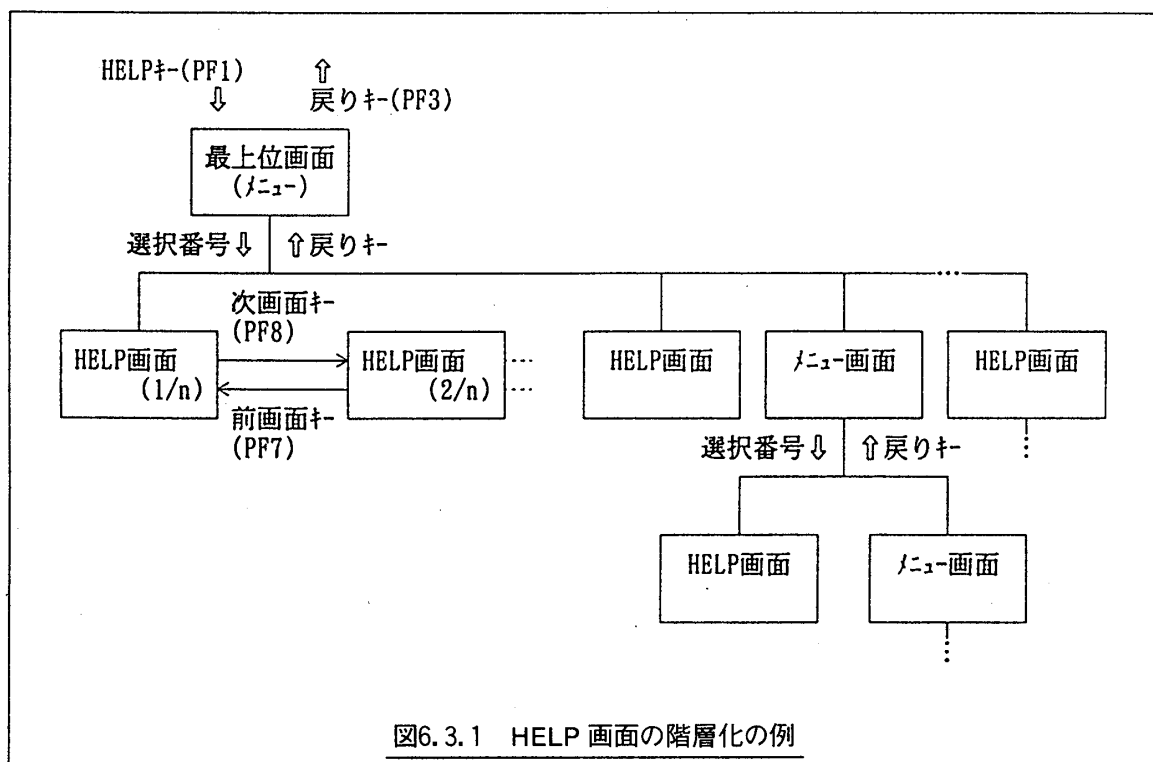 HELPｷｰ(PF1)
⇩
⇧
戻りｷｰ(PF3)
最上位画面
(ﾒﾆｭｰ)
選択番号⇩
⇧戻りｷｰ
…
次画面ｷｰ
(PF8)
HELP画面
(1/n)
HELP画面
(2/n)
…
…
前画面ｷｰ
(PF7)
HELP画面
ﾒﾆｭｰ画面
HELP画面
選択番号⇩
⇧戻りｷｰ
⋮
HELP画面
ﾒﾆｭｰ画面
⋮
図6.3.1 HELP 画面の階層化の例